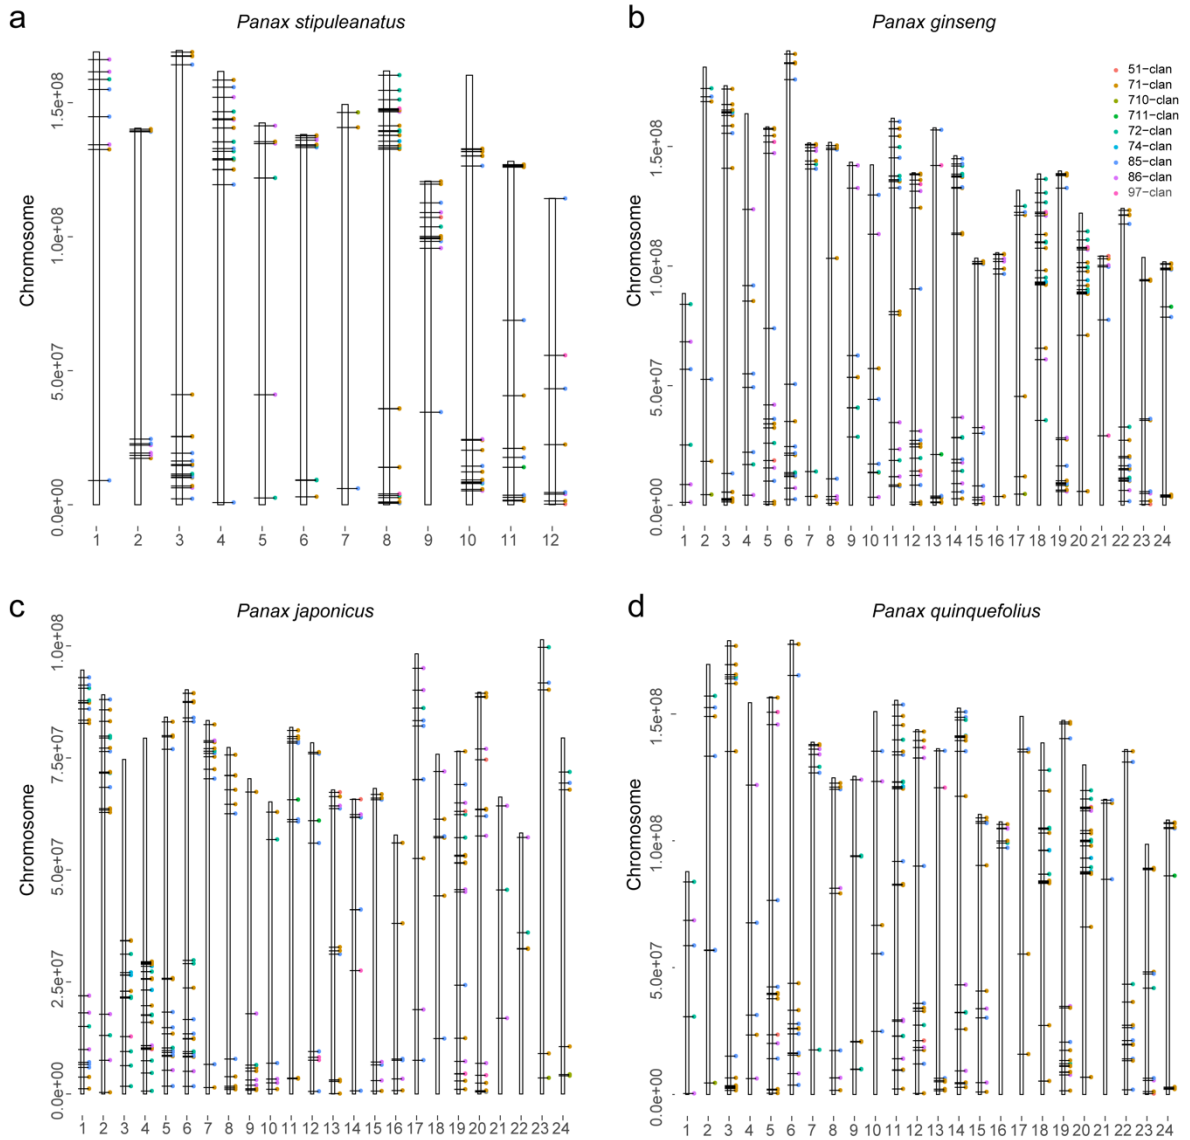 a
Panax stipuleanatus
Chromosome
1.5e+08
1.0e+08
5.0e+07
0.0e+00
1 2 3 4 5 6 7 8 9 10 11 12
b
Panax ginseng
Chromosome
1.5e+08
1.0e+08
5.0e+07
0.0e+00
1 2 3 4 5 6 7 8 9 10 11 12 13 14 15 16 17 18 19 20 21 22 23 24
51-clan
71-clan
710-clan
711-clan
72-clan
74-clan
85-clan
86-clan
97-clan
c
Panax japonicus
Chromosome
1.0e+08
7.5e+07
5.0e+07
2.5e+07
0.0e+00
1 2 3 4 5 6 7 8 9 10 11 12 13 14 15 16 17 18 19 20 21 22 23 24
d
Panax quinquefolius
Chromosome
1.5e+08
1.0e+08
5.0e+07
0.0e+00
1 2 3 4 5 6 7 8 9 10 11 12 13 14 15 16 17 18 19 20 21 22 23 24